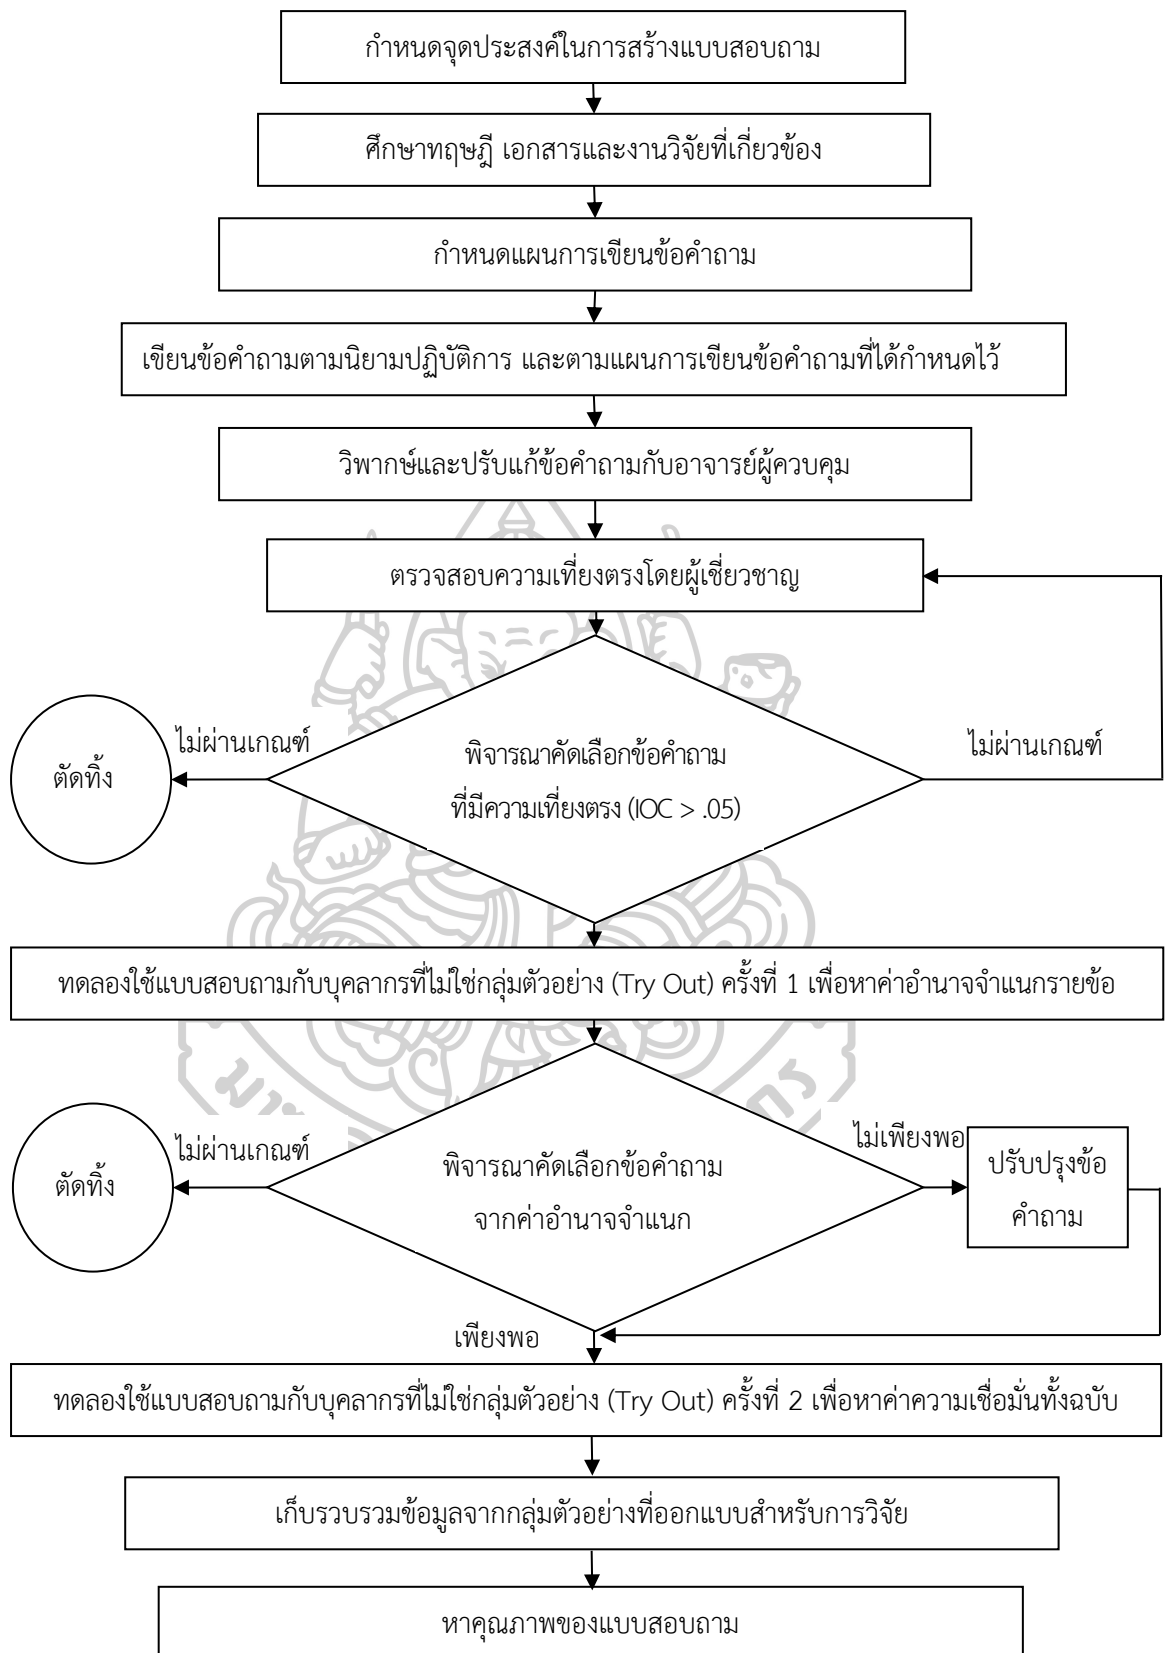 กำหนดจุดประสงค์ในการสร้างแบบสอบถาม
ศึกษาทฤษฎี เอกสารและงานวิจัยที่เกี่ยวข้อง
กำหนดแผนการเขียนข้อคำถาม
เขียนข้อคำถามตามนิยามปฏิบัติการ และตามแผนการเขียนข้อคำถามที่ได้กำหนดไว้
วิพากษ์และปรับแก้ข้อคำถามกับอาจารย์ผู้ควบคุม
ตรวจสอบความเที่ยงตรงโดยผู้เชี่ยวชาญ
ไม่ผ่านเกณฑ์
ตัดทิ้ง
พิจารณาคัดเลือกข้อคำถาม
ที่มีความเที่ยงตรง (IOC > .05)
ไม่ผ่านเกณฑ์
ทดลองใช้แบบสอบถามกับบุคลากรที่ไม่ใช่กลุ่มตัวอย่าง (Try Out) ครั้งที่ 1 เพื่อหาค่าอำนาจจำแนกรายข้อ
ไม่ผ่านเกณฑ์
ตัดทิ้ง
พิจารณาคัดเลือกข้อคำถาม
จากค่าอำนาจจำแนก
ไม่เพียงพอ
ปรับปรุงข้อ
คำถาม
เพียงพอ
ทดลองใช้แบบสอบถามกับบุคลากรที่ไม่ใช่กลุ่มตัวอย่าง (Try Out) ครั้งที่ 2 เพื่อหาค่าความเชื่อมั่นทั้งฉบับ
เก็บรวบรวมข้อมูลจากกลุ่มตัวอย่างที่ออกแบบสำหรับการวิจัย
หาคุณภาพของแบบสอบถาม